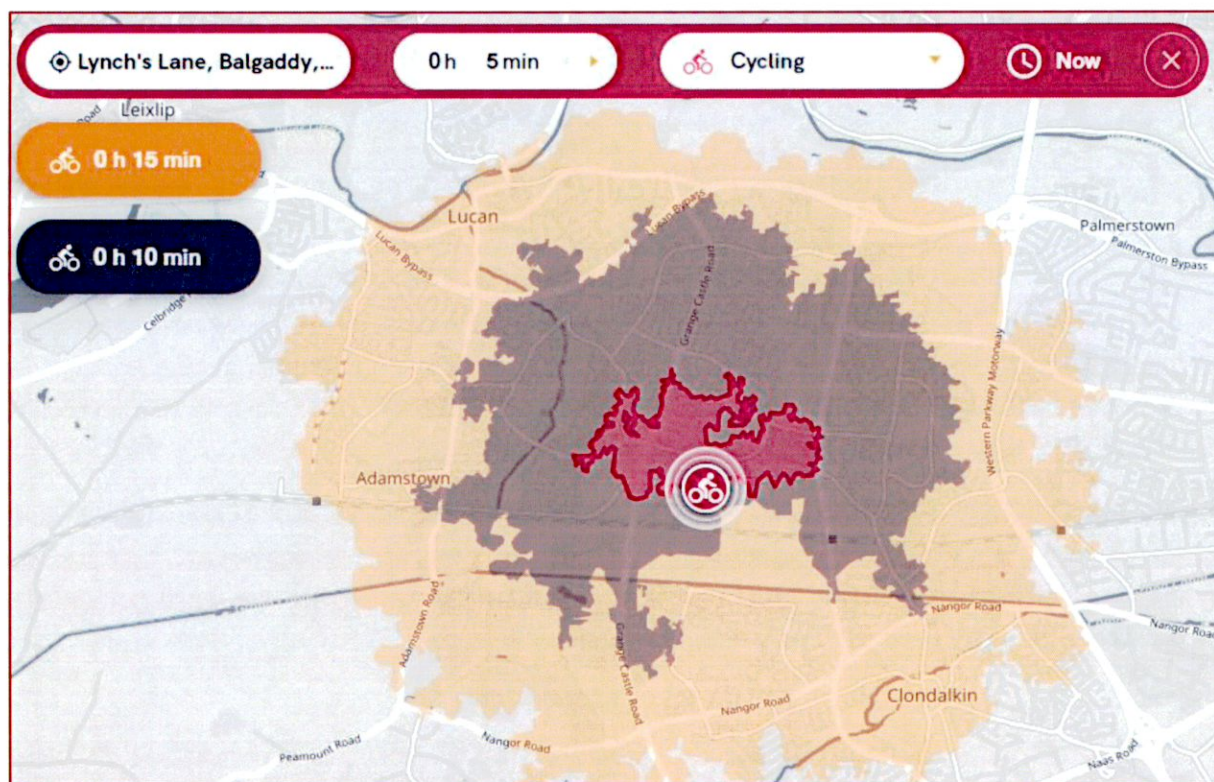 Lynch's Lane, Balgaddy,...
0 h 5 min
Cycling
Now
Leixlip
0 h 15 min
Lucan
Lucan Bypass
Palmerstown
Palmerston Bypass
0 h 10 min
Lucan Bypass
Grange Castle Road
Celbridge
Western Parkway Motorway
Adamstown
Nangor Road
Adamstown Road
Nangor Road
Grange Castle Road
Clondalkin
Nangor Road
Nangor Road
Peamount Road
Naas Road